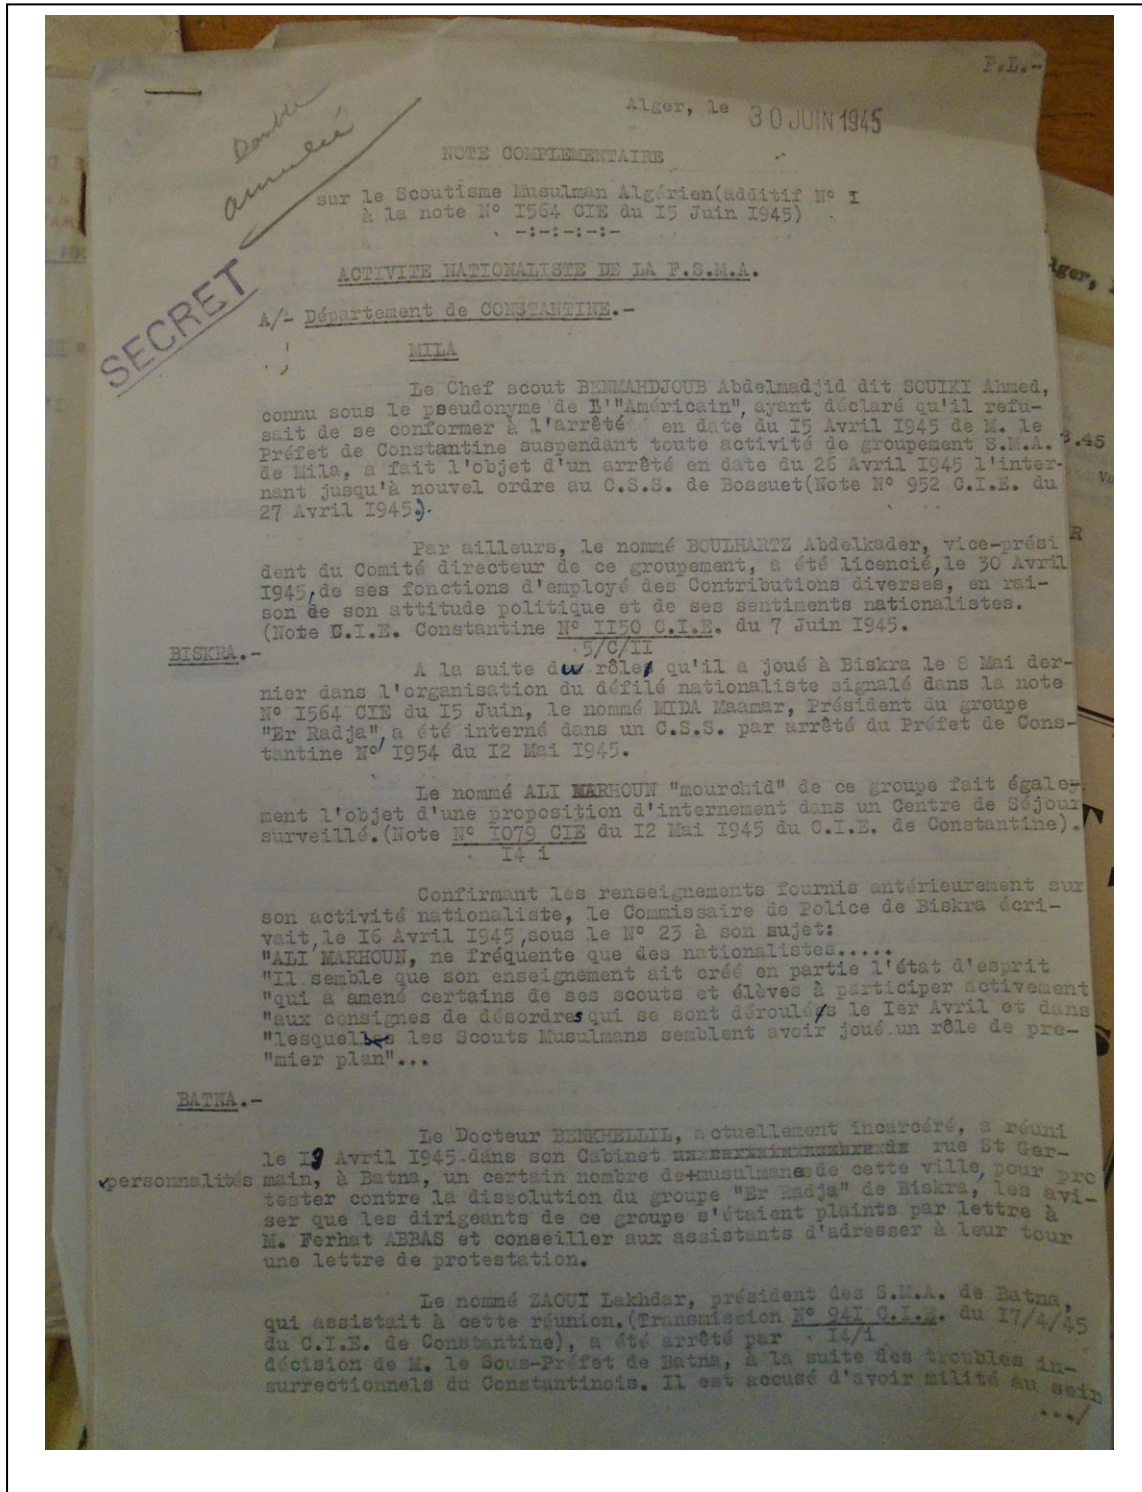 P.L.-
Alger, le 30 JUIN 1945
Double
annulé
NOTE COMPLEMENTAIRE
sur le Scoutisme Musulman Algérien(additif N° I
à la note N° I564 CIE du I5 Juin I945)
-:-:-:-:-
SECRET
ACTIVITE NATIONALISTE DE LA F.S.M.A.
A/- Département de CONSTANTINE.-
MILA
Le Chef scout BENMAHDJOUB Abdelmadjid dit SOUIKI Ahmed,
connu sous le pseudonyme de L'"Américain", ayant déclaré qu'il refu-
sait de se conformer à l'arrêté en date du I5 Avril I945 de M. le
Préfet de Constantine suspendant toute activité de groupement S.M.A.
de Mila, a fait l'objet d'un arrêté en date du 26 Avril I945 l'inter-
nant jusqu'à nouvel ordre au C.S.S. de Bossuet(Note N° 952 C.I.E. du
27 Avril I945).
Par ailleurs, le nommé BOULHARTZ Abdelkader, vice-prési
dent du Comité directeur de ce groupement, a été licencié, le 30 Avril
I945, de ses fonctions d'employé des Contributions diverses, en rai-
son de son attitude politique et de ses sentiments nationalistes.
(Note C.I.E. Constantine N° II50 C.I.E. du 7 Juin I945.
5/C/II
BISKRA.-
A la suite du rôle qu'il a joué à Biskra le 8 Mai der-
nier dans l'organisation du défilé nationaliste signalé dans la note
N° I564 CIE du I5 Juin, le nommé MIDA Maamar, Président du groupe
"Er Radja", a été interné dans un C.S.S. par arrêté du Préfet de Cons-
tantine N° I954 du I2 Mai I945.
Le nommé ALI MARHOUN "mourchid" de ce groupe fait égale-
ment l'objet d'une proposition d'internement dans un Centre de Séjour
surveillé.(Note N° I079 CIE du I2 Mai I945 du C.I.E. de Constantine).
I4 i
Confirmant les renseignements fournis antérieurement sur
son activité nationaliste, le Commissaire de Police de Biskra écri-
vait, le I6 Avril I945, sous le N° 23 à son sujet:
"ALI MARHOUN, ne fréquente que des nationalistes.....
"Il semble que son enseignement ait créé en partie l'état d'esprit
"qui a amené certains de ses scouts et élèves à participer activement
"aux consignes de désordres qui se sont déroulés le Ier Avril et dans
"lesquels les Scouts Musulmans semblent avoir joué un rôle de pre-
"mier plan"...
BATNA.-
Le Docteur BENKHELLIL, actuellement incarcéré, a réuni
le I9 Avril I945 dans son Cabinet rue St Ger-
main, à Batna, un certain nombre de+musulmanes de cette ville, pour pro
xpersonnalités
tester contre la dissolution du groupe "Er Radja" de Biskra, les avi-
ser que les dirigeants de ce groupe s'étaient plaints par lettre à
M. Ferhat ABBAS et conseiller aux assistants d'adresser à leur tour
une lettre de protestation.
Le nommé ZAOUI Lakhdar, président des S.M.A. de Batna,
qui assistait à cette réunion.(Transmission N° 94I C.I.E. du I7/4/45
I4/i
du C.I.E. de Constantine), a été arrêté par
décision de M. le Sous-Préfet de Batna, à la suite des troubles in-
surrectionnels du Constantinois. Il est accusé d'avoir milité au sein
.../